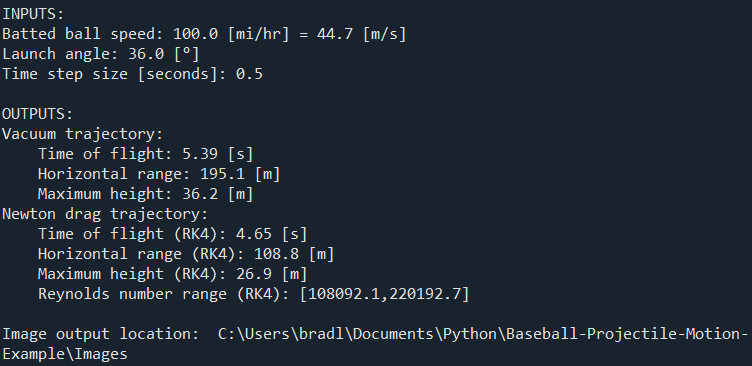 INPUTS:
Batted ball speed: 100.0 [mi/hr] = 44.7 [m/s]
Launch angle: 36.0 [°]
Time step size [seconds]: 0.5

OUTPUTS:
Vacuum trajectory:
    Time of flight: 5.39 [s]
    Horizontal range: 195.1 [m]
    Maximum height: 36.2 [m]
Newton drag trajectory:
    Time of flight (RK4): 4.65 [s]
    Horizontal range (RK4): 108.8 [m]
    Maximum height (RK4): 26.9 [m]
    Reynolds number range (RK4): [108092.1,220192.7]

Image output location:  C:\Users\bradl\Documents\Python\Baseball-Projectile-Motion-
Example\Images